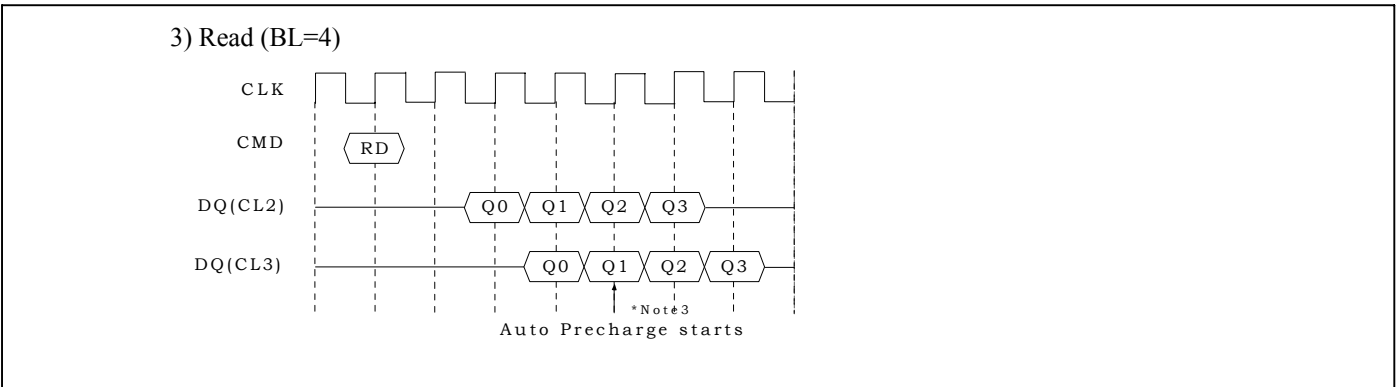 3) Read (BL=4)
CLK
CMD RD
DQ(CL2) Q0 Q1 Q2 Q3
DQ(CL3) Q0 Q1 Q2 Q3
*Note3
Auto Precharge starts